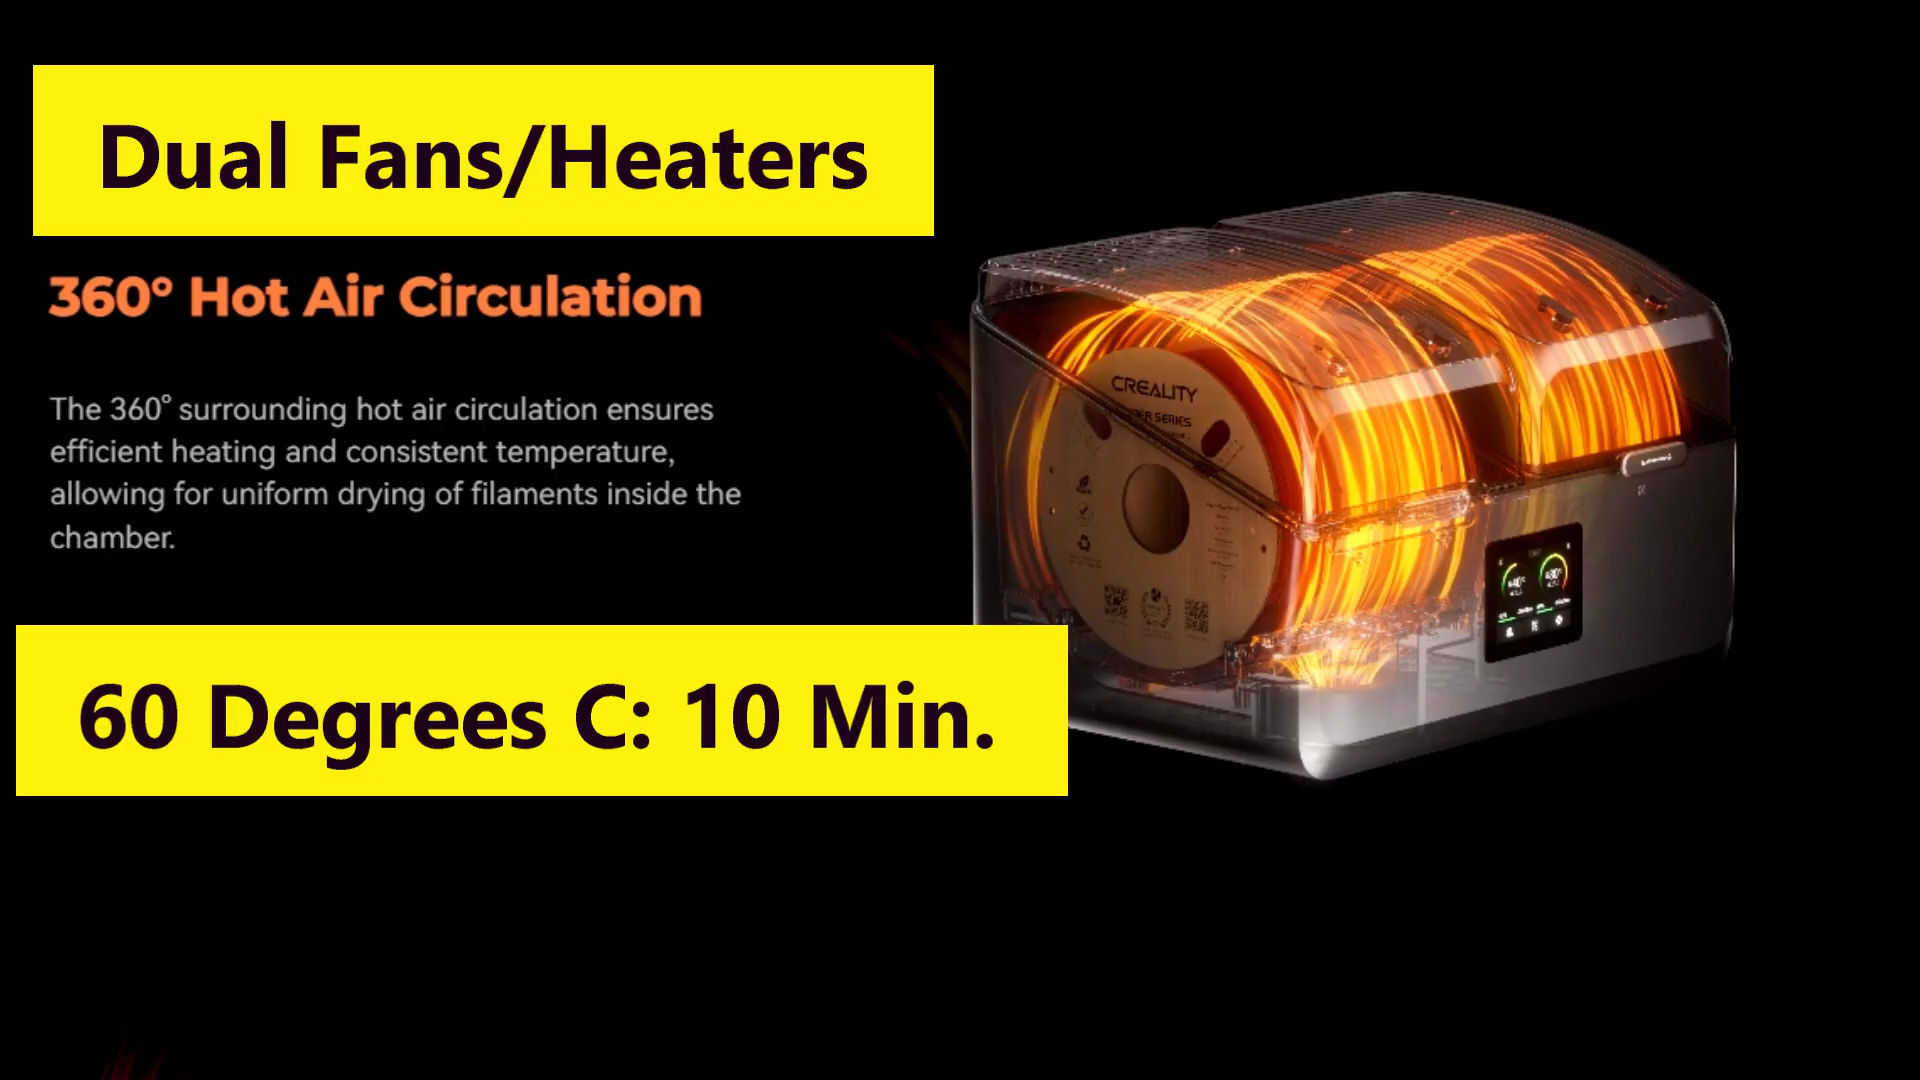 Dual Fans/Heaters
360° Hot Air Circulation
The 360° surrounding hot air circulation ensures
efficient heating and consistent temperature,
allowing for uniform drying of filaments inside the
chamber.
60 Degrees C: 10 Min.
CREALITY
SERIES